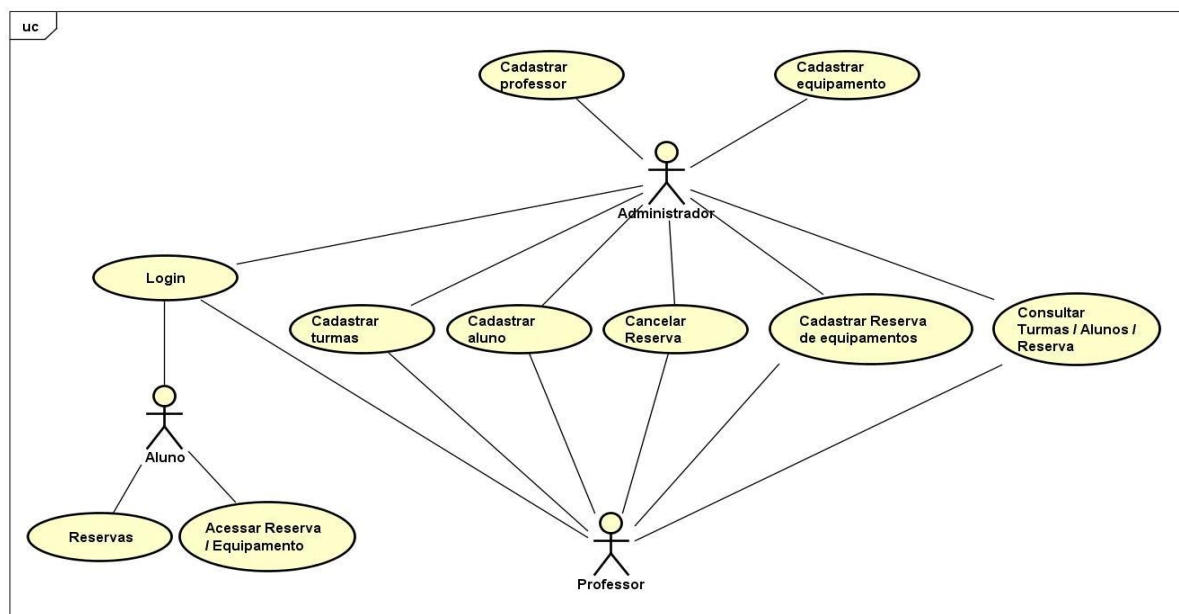 uc
Cadastrar
professor
Cadastrar
equipamento
Administrador
Login
Cadastrar
turmas
Cadastrar
aluno
Cancelar
Reserva
Cadastrar Reserva
de equipamentos
Consultar
Turmas / Alunos /
Reserva
Aluno
Reservas
Acessar Reserva
/ Equipamento
Professor